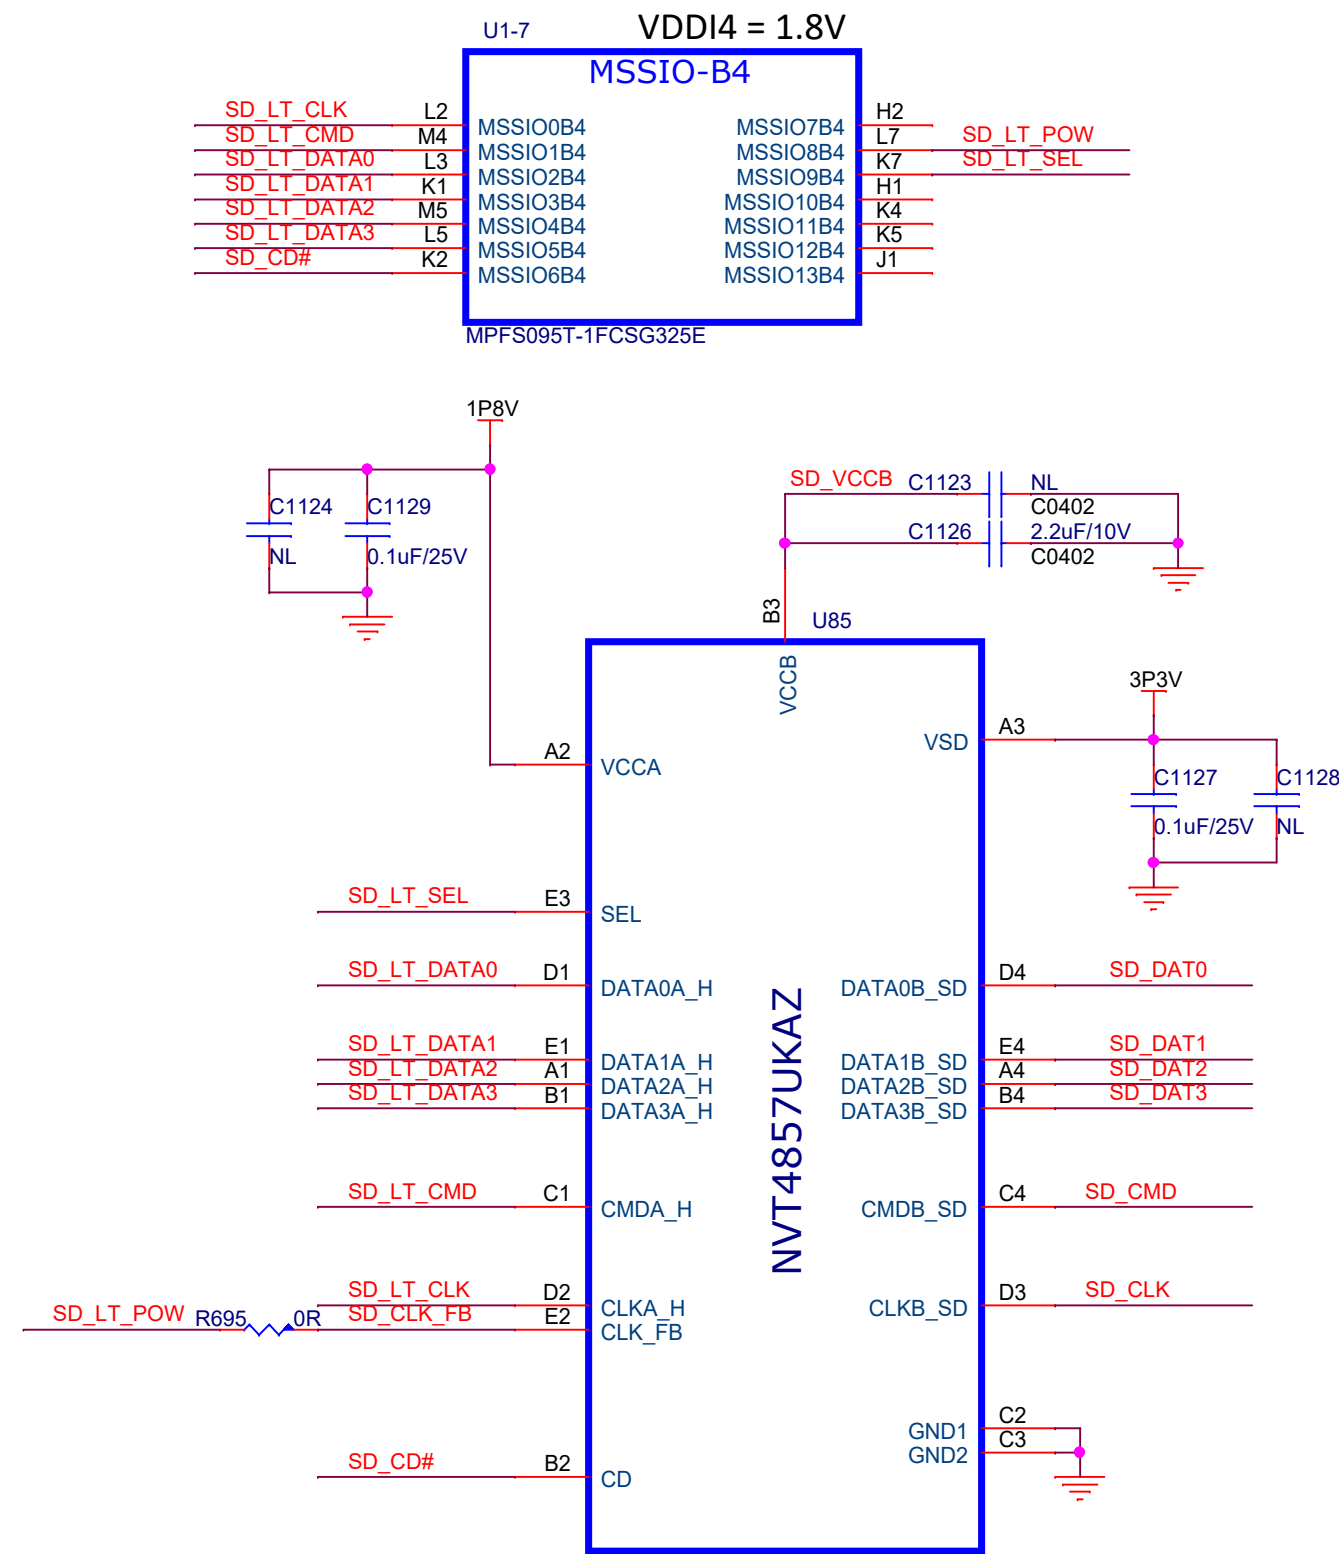 U1-7
VDDI4 = 1.8V
MSSIO-B4
SD_LT_CLK L2 MSSIO0B4
SD_LT_CMD M4 MSSIO1B4
SD_LT_DATA0 L3 MSSIO2B4
SD_LT_DATA1 K1 MSSIO3B4
SD_LT_DATA2 M5 MSSIO4B4
SD_LT_DATA3 L5 MSSIO5B4
SD_CD# K2 MSSIO6B4
MSSIO7B4 H2
MSSIO8B4 L7 SD_LT_POW
MSSIO9B4 K7 SD_LT_SEL
MSSIO10B4 H1
MSSIO11B4 K4
MSSIO12B4 K5
MSSIO13B4 J1
MPFS095T-1FCSG325E
1P8V
C1124
NL
C1129
0.1uF/25V
SD_VCCB
C1123 NL
C0402
C1126 2.2uF/10V
C0402
B3
U85
VCCB
3P3V
A2 VCCA
VSD A3
C1127
0.1uF/25V
C1128
NL
SD_LT_SEL E3 SEL
SD_LT_DATA0 D1 DATA0A_H
SD_LT_DATA1 E1 DATA1A_H
SD_LT_DATA2 A1 DATA2A_H
SD_LT_DATA3 B1 DATA3A_H
SD_LT_CMD C1 CMDA_H
SD_LT_CLK D2 CLKA_H
SD_LT_POW R695 0R SD_CLK_FB E2 CLK_FB
SD_CD# B2 CD
NVT4857UKAZ
DATA0B_SD D4 SD_DAT0
DATA1B_SD E4 SD_DAT1
DATA2B_SD A4 SD_DAT2
DATA3B_SD B4 SD_DAT3
CMDB_SD C4 SD_CMD
CLKB_SD D3 SD_CLK
GND1 C2
GND2 C3